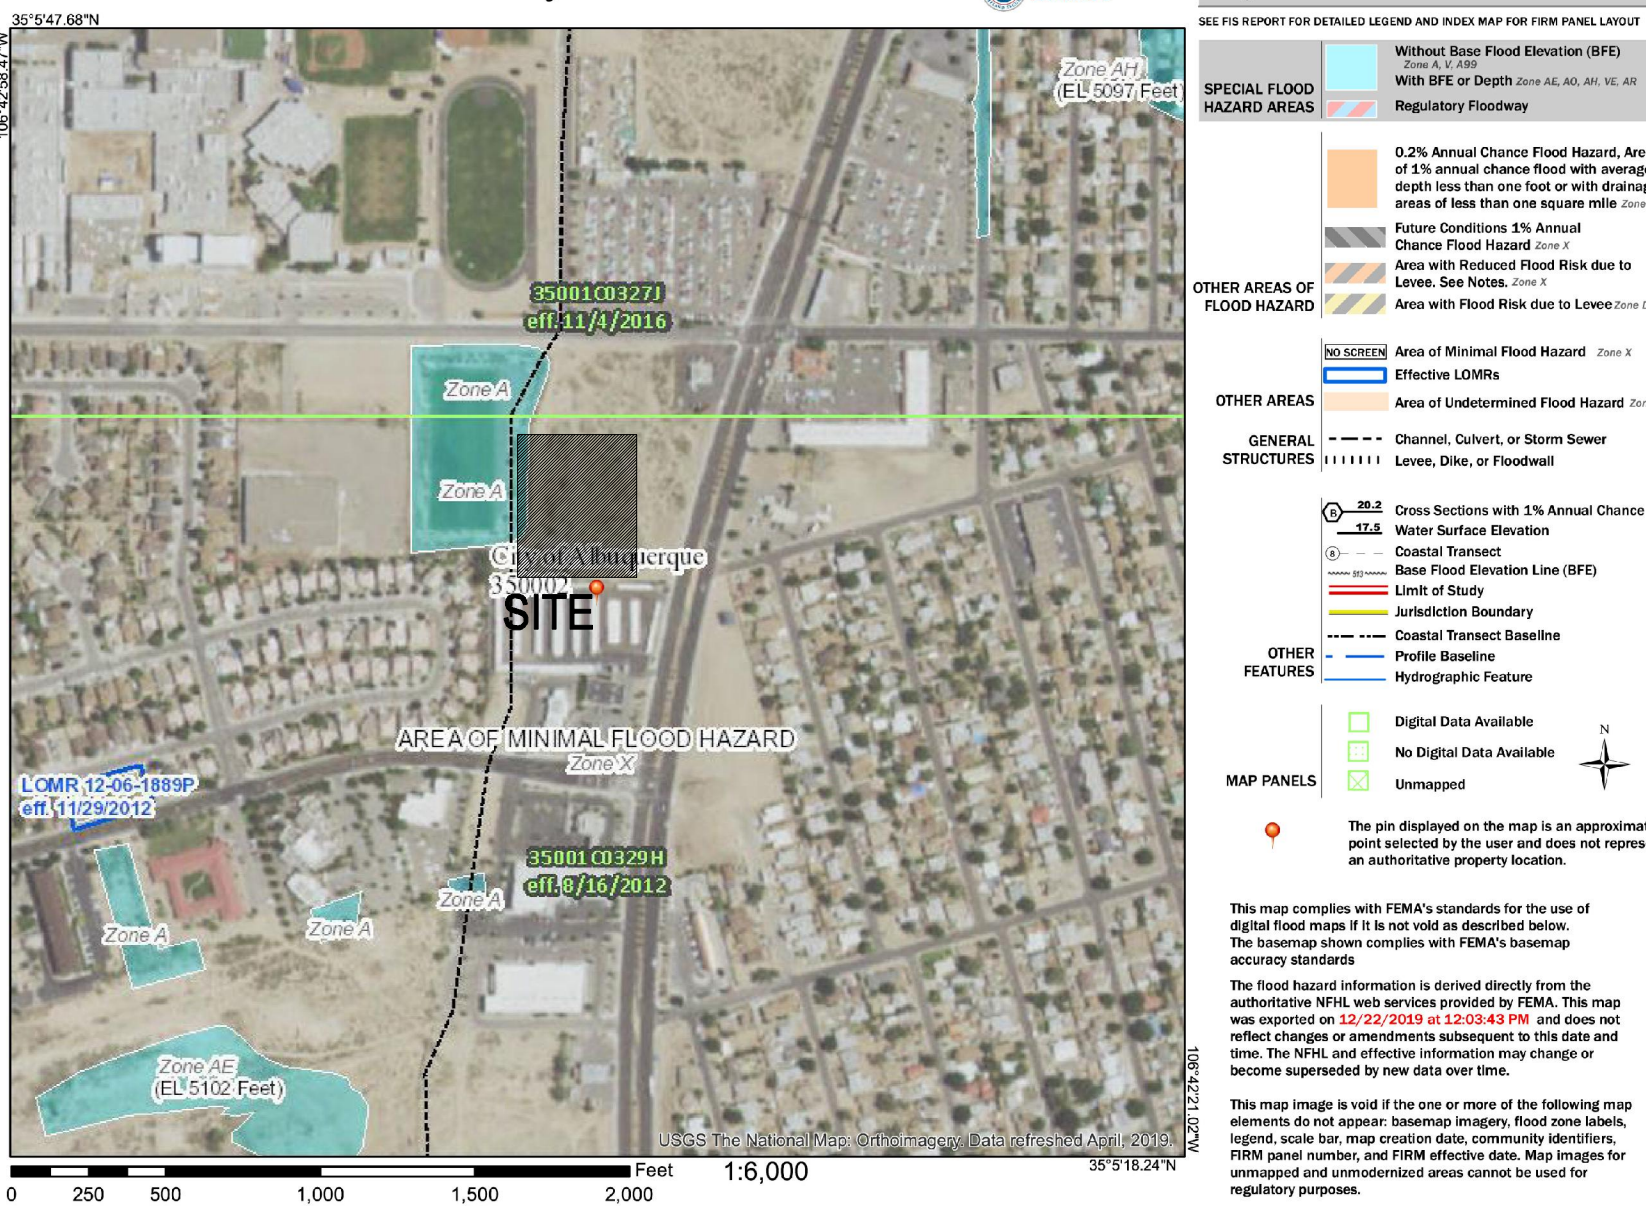 35°5'47.68"N
106°42'58.47"W
Zone AH
(EL 5097 Feet)
35001C0327J
eff. 11/4/2016
Zone A
Zone A
City of Albuquerque
350002
SITE
AREA OF MINIMAL FLOOD HAZARD
Zone X
LOMR 12-06-1889P
eff. 11/29/2012
35001C0329H
eff. 8/16/2012
Zone A
Zone A
Zone A
Zone AE
(EL 5102 Feet)
USGS The National Map: Orthoimagery. Data refreshed April, 2019.
106°42'21.02"W
35°5'18.24"N
Feet
1:6,000
0 250 500 1,000 1,500 2,000
SEE FIS REPORT FOR DETAILED LEGEND AND INDEX MAP FOR FIRM PANEL LAYOUT
SPECIAL FLOOD
HAZARD AREAS
Without Base Flood Elevation (BFE)
Zone A, V, A99
With BFE or Depth Zone AE, AO, AH, VE, AR
Regulatory Floodway
OTHER AREAS OF
FLOOD HAZARD
0.2% Annual Chance Flood Hazard, Are
of 1% annual chance flood with average
depth less than one foot or with drainag
areas of less than one square mile Zone
Future Conditions 1% Annual
Chance Flood Hazard Zone X
Area with Reduced Flood Risk due to
Levee. See Notes. Zone X
Area with Flood Risk due to Levee Zone D
OTHER AREAS
NO SCREEN Area of Minimal Flood Hazard Zone X
Effective LOMRs
Area of Undetermined Flood Hazard Zon
GENERAL
STRUCTURES
Channel, Culvert, or Storm Sewer
Levee, Dike, or Floodwall
OTHER
FEATURES
B 20.2 Cross Sections with 1% Annual Chance
17.5 Water Surface Elevation
8 Coastal Transect
513 Base Flood Elevation Line (BFE)
Limit of Study
Jurisdiction Boundary
Coastal Transect Baseline
Profile Baseline
Hydrographic Feature
MAP PANELS
Digital Data Available
No Digital Data Available
Unmapped
N
The pin displayed on the map is an approximat
point selected by the user and does not repres
an authoritative property location.
This map complies with FEMA's standards for the use of
digital flood maps if it is not void as described below.
The basemap shown complies with FEMA's basemap
accuracy standards
The flood hazard information is derived directly from the
authoritative NFHL web services provided by FEMA. This map
was exported on 12/22/2019 at 12:03:43 PM and does not
reflect changes or amendments subsequent to this date and
time. The NFHL and effective information may change or
become superseded by new data over time.
This map image is void if the one or more of the following map
elements do not appear: basemap imagery, flood zone labels,
legend, scale bar, map creation date, community identifiers,
FIRM panel number, and FIRM effective date. Map images for
unmapped and unmodernized areas cannot be used for
regulatory purposes.